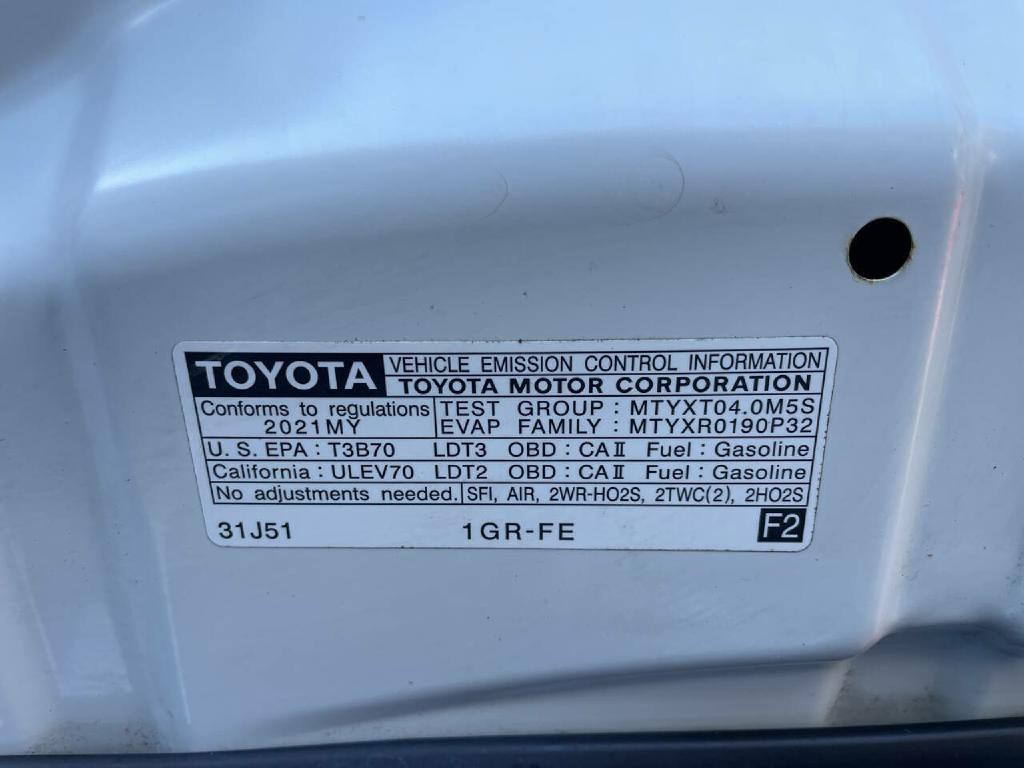 TOYOTA VEHICLE EMISSION CONTROL INFORMATION
TOYOTA MOTOR CORPORATION
Conforms to regulations TEST GROUP : MTYXT04.0M5S
2021MY EVAP FAMILY : MTYXR0190P32
U. S. EPA : T3B70 LDT3 OBD : CAⅡ Fuel : Gasoline
California : ULEV70 LDT2 OBD : CAⅡ Fuel : Gasoline
No adjustments needed. SFI, AIR, 2WR-HO2S, 2TWC(2), 2HO2S
31J51 1GR-FE F2